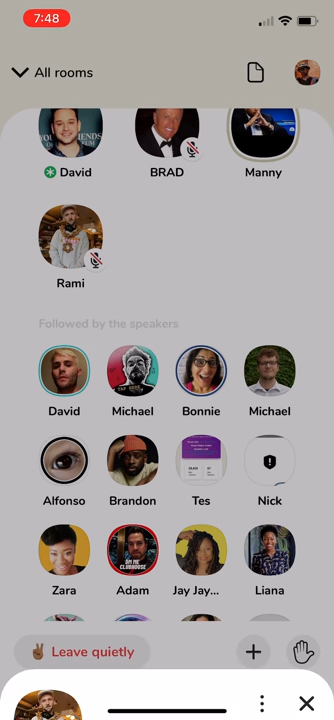 7:48
All rooms
David
BRAD
Manny
Rami
Followed by the speakers
David
Michael
Bonnie
Michael
Alfonso
Brandon
Tes
Nick
Zara
Adam
Jay Jay...
Liana
✌🏽 Leave quietly